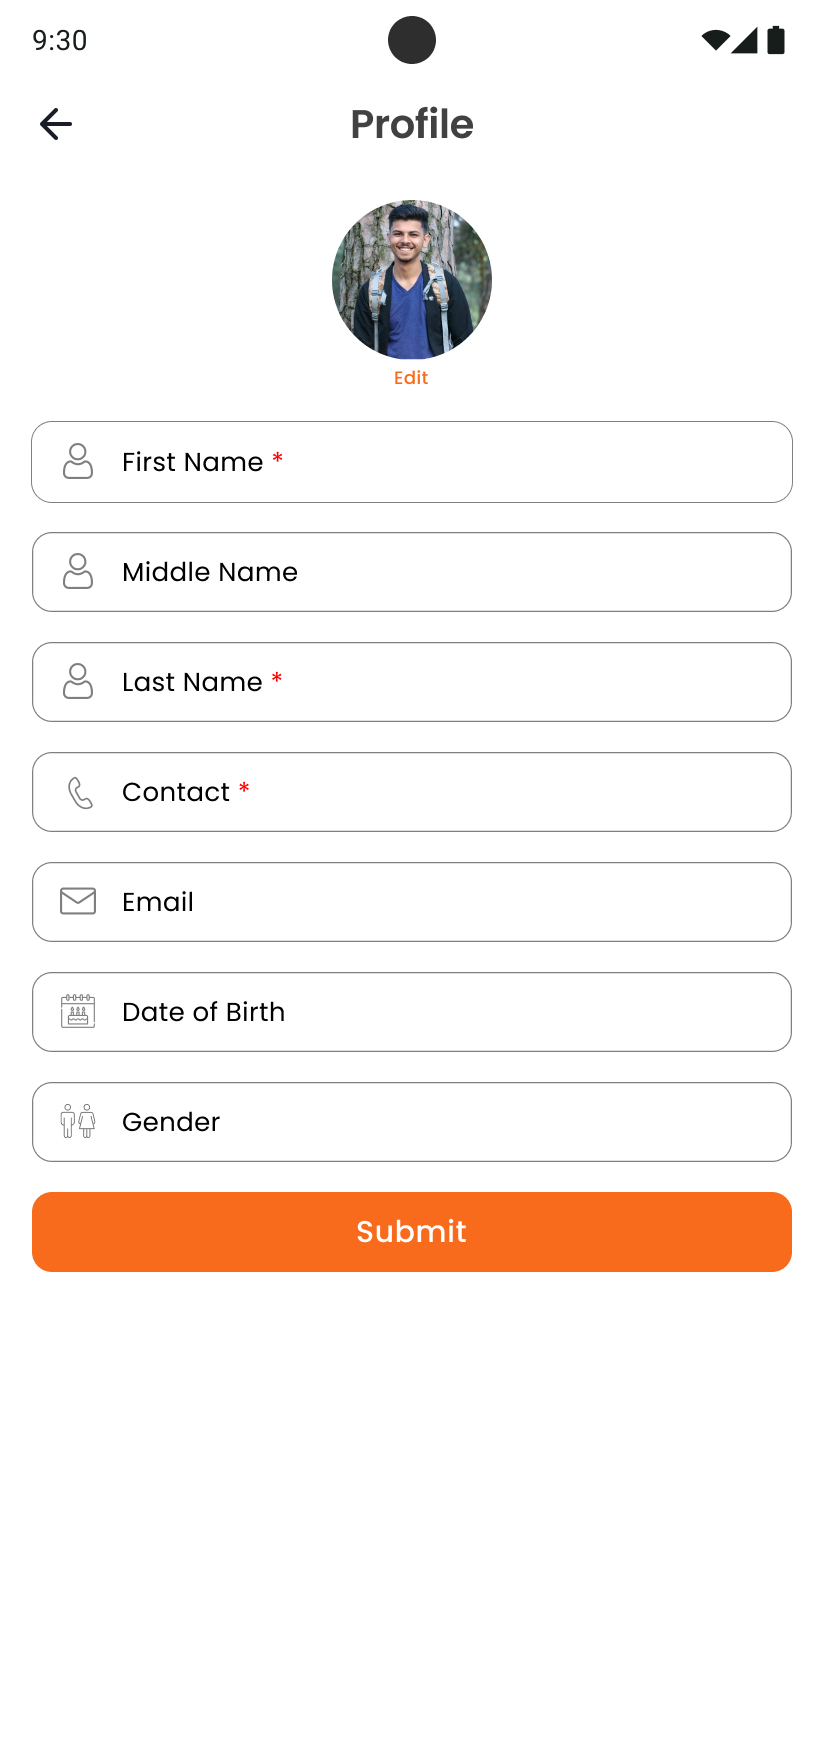 9:30
Profile
Edit
First Name *
Middle Name
Last Name *
Contact *
Email
Date of Birth
Gender
Submit